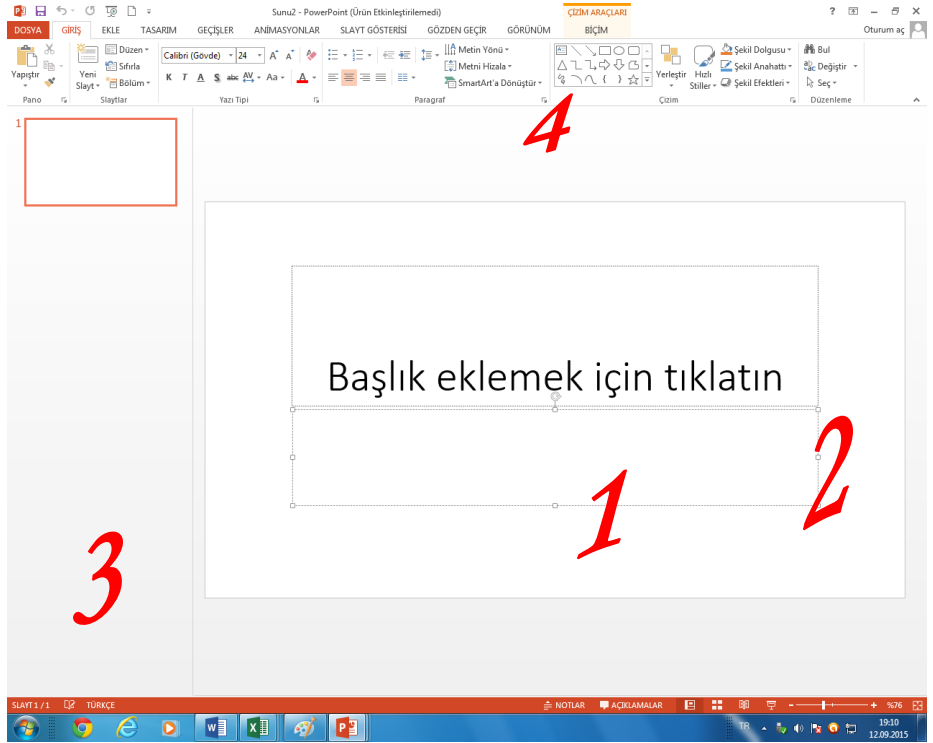 Sunu2 - PowerPoint (Ürün Etkinleştirilemedi)
ÇİZİM ARAÇLARI
DOSYA GİRİŞ EKLE TASARIM GEÇİŞLER ANİMASYONLAR SLAYT GÖSTERİSİ GÖZDEN GEÇİR GÖRÜNÜM BİÇİM Oturum aç
Yapıştır
Yeni
Slayt
Düzen
Sıfırla
Bölüm
Calibri (Gövde) 24
K T A S abc AV Aa A
Metin Yönü
Metni Hizala
SmartArt'a Dönüştür
Yerleştir
Hızlı
Stiller
Şekil Dolgusu
Şekil Anahattı
Şekil Efektleri
Bul
Değiştir
Seç
Pano Slaytlar Yazı Tipi Paragraf Çizim Düzenleme
4
1
Başlık eklemek için tıklatın
2
1
3
SLAYT 1 / 1 TÜRKÇE NOTLAR AÇIKLAMALAR %76
TR 19:10
12.09.2015